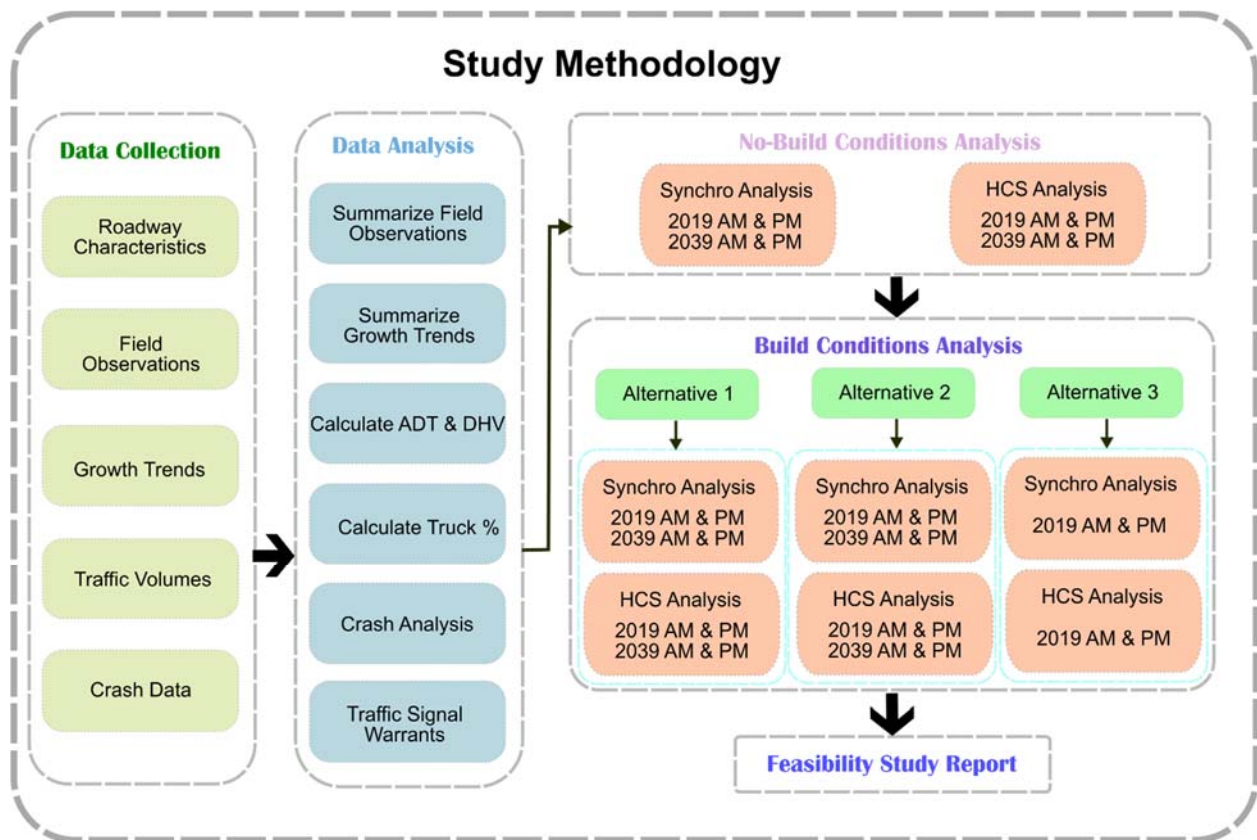 Study Methodology
Data Collection
Roadway
Characteristics
Field
Observations
Growth Trends
Traffic Volumes
Crash Data
Data Analysis
Summarize Field
Observations
Summarize
Growth Trends
Calculate ADT & DHV
Calculate Truck %
Crash Analysis
Traffic Signal
Warrants
No-Build Conditions Analysis
Synchro Analysis
2019 AM & PM
2039 AM & PM
HCS Analysis
2019 AM & PM
2039 AM & PM
Build Conditions Analysis
Alternative 1
Synchro Analysis
2019 AM & PM
2039 AM & PM
HCS Analysis
2019 AM & PM
2039 AM & PM
Alternative 2
Synchro Analysis
2019 AM & PM
2039 AM & PM
HCS Analysis
2019 AM & PM
2039 AM & PM
Alternative 3
Synchro Analysis
2019 AM & PM
HCS Analysis
2019 AM & PM
Feasibility Study Report